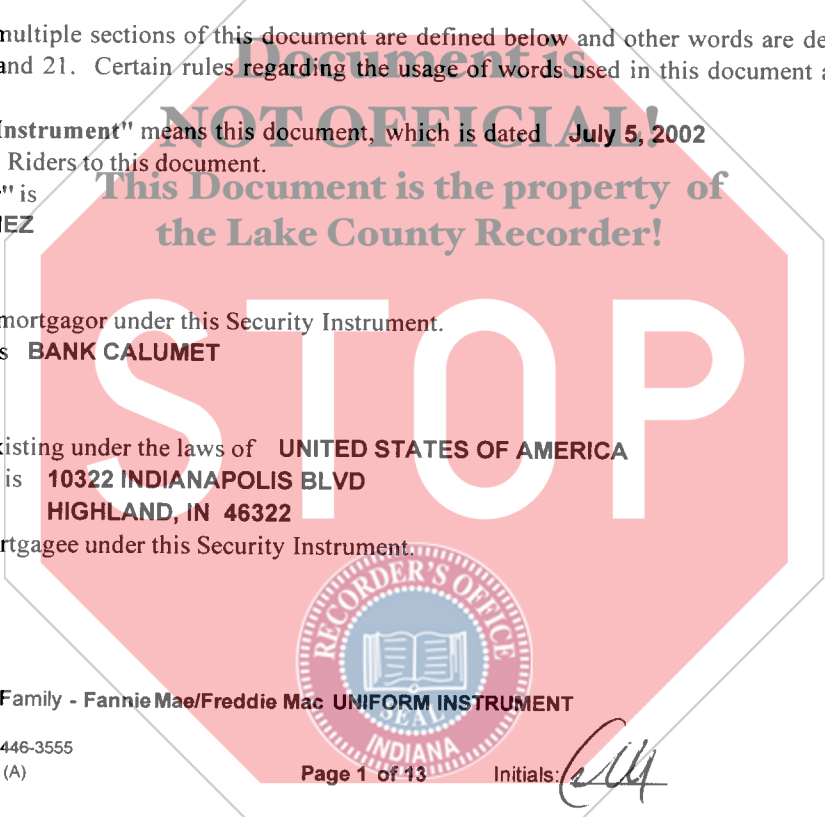 multiple sections of this document are defined below and other words are de
Document is
and 21. Certain rules regarding the usage of words used in this document a
NOT OFFICIAL!
Instrument" means this document, which is dated July 5, 2002
Riders to this document.
This Document is the property of
" is
EZ
the Lake County Recorder!
STOP
mortgagor under this Security Instrument.
s BANK CALUMET
isting under the laws of UNITED STATES OF AMERICA
is 10322 INDIANAPOLIS BLVD
HIGHLAND, IN 46322
rtgagee under this Security Instrument.
RECORDER'S OFFICE
SEAL
INDIANA
Family - Fannie Mae/Freddie Mac UNIFORM INSTRUMENT
446-3555
(A)
Page 1 of 13 Initials: